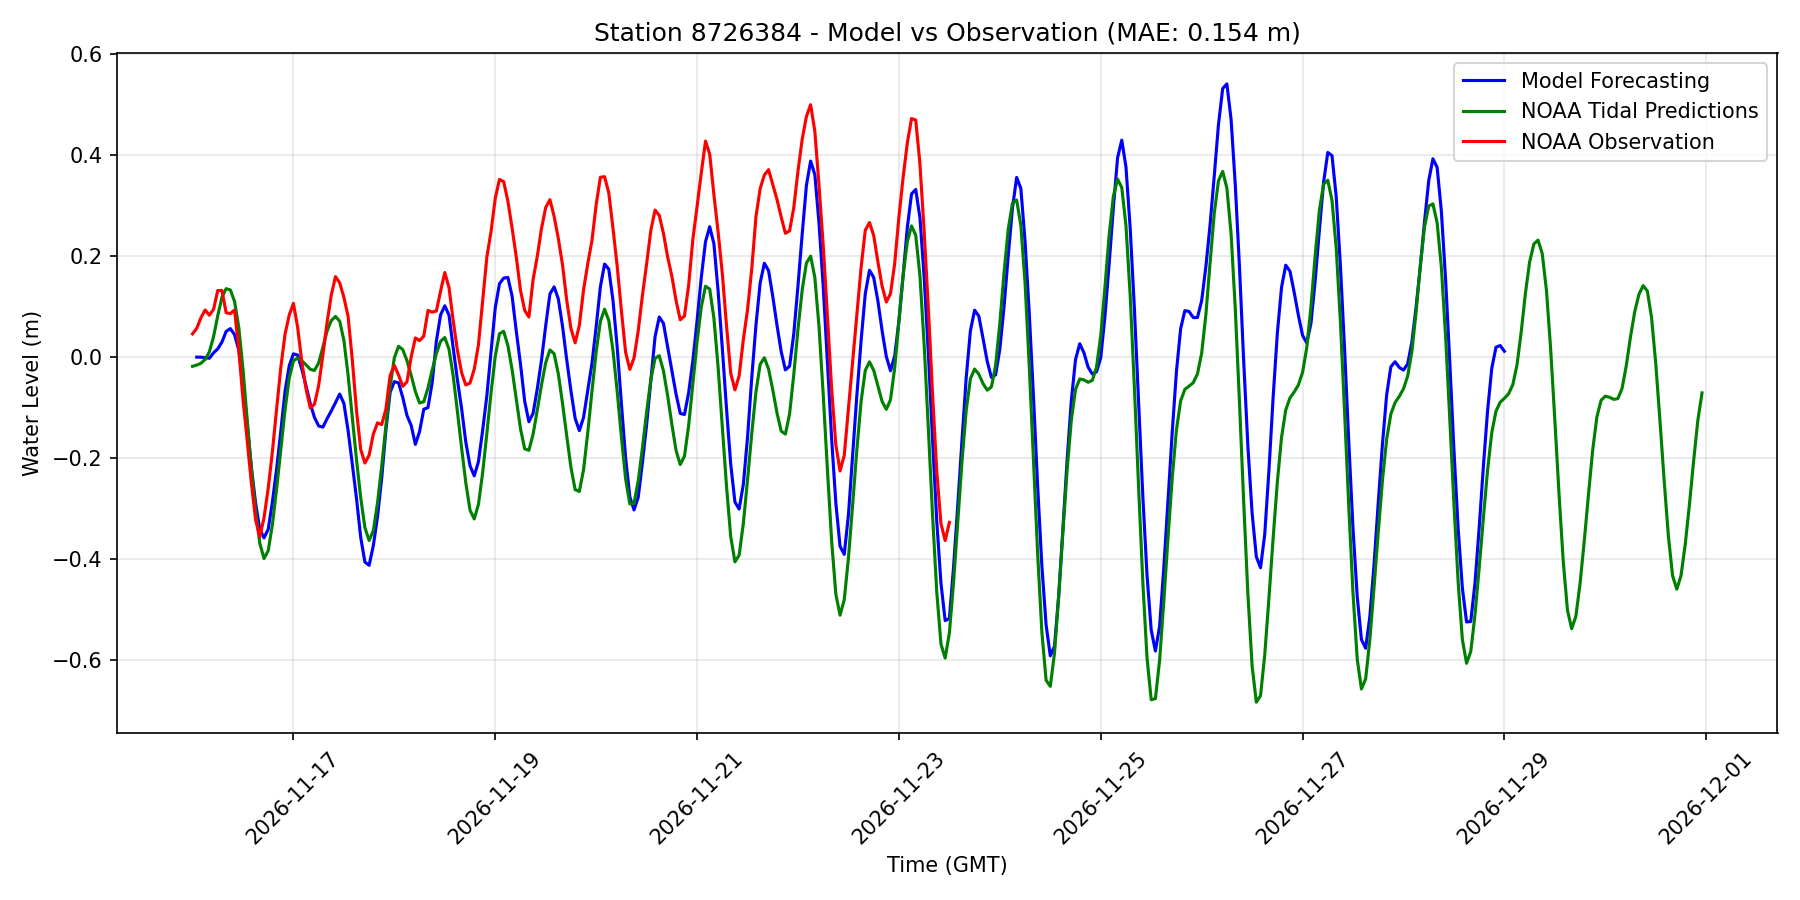 Station 8726384 - Model vs Observation (MAE: 0.154 m)
Model Forecasting
NOAA Tidal Predictions
NOAA Observation
Water Level (m)
0.6
0.4
0.2
0.0
−0.2
−0.4
−0.6
2026-11-17
2026-11-19
2026-11-21
2026-11-23
2026-11-25
2026-11-27
2026-11-29
2026-12-01
Time (GMT)